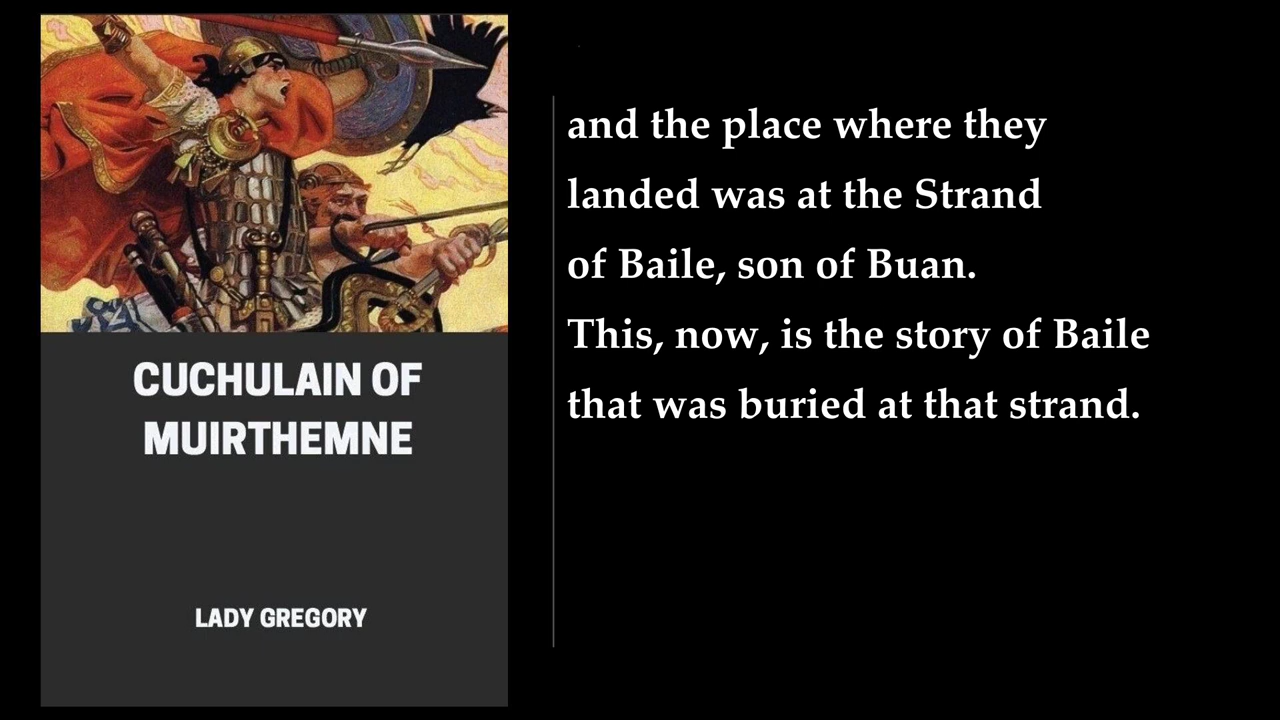 CUCHULAIN OF
MUIRTHEMNE
LADY GREGORY
and the place where they
landed was at the Strand
of Baile, son of Buan.
This, now, is the story of Baile
that was buried at that strand.